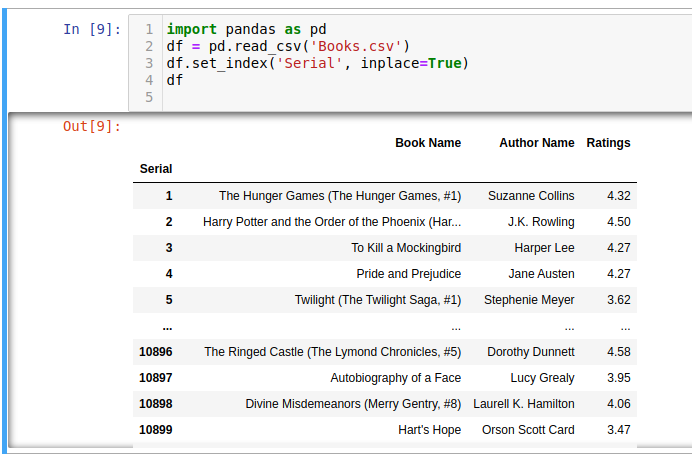 In [9]:
1 import pandas as pd
2 df = pd.read_csv('Books.csv')
3 df.set_index('Serial', inplace=True)
4 df
5
Out[9]:
Book Name Author Name Ratings
Serial
1 The Hunger Games (The Hunger Games, #1) Suzanne Collins 4.32
2 Harry Potter and the Order of the Phoenix (Har... J.K. Rowling 4.50
3 To Kill a Mockingbird Harper Lee 4.27
4 Pride and Prejudice Jane Austen 4.27
5 Twilight (The Twilight Saga, #1) Stephenie Meyer 3.62
... ... ... ...
10896 The Ringed Castle (The Lymond Chronicles, #5) Dorothy Dunnett 4.58
10897 Autobiography of a Face Lucy Grealy 3.95
10898 Divine Misdemeanors (Merry Gentry, #8) Laurell K. Hamilton 4.06
10899 Hart's Hope Orson Scott Card 3.47